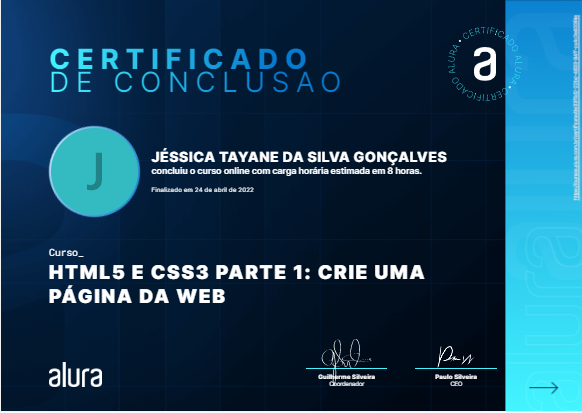 CERTIFICADO
DE CONCLUSAO
CERTIFICADO ALURA • CERTIFICADO ALURA •
a
J
JÉSSICA TAYANE DA SILVA GONÇALVES
concluiu o curso online com carga horária estimada em 8 horas.
Finalizado em 24 de abril de 2022
Curso_
HTML5 E CSS3 PARTE 1: CRIE UMA
PÁGINA DA WEB
Guilherme Silveira
Coordenador
Paulo Silveira
CEO
alura
alura